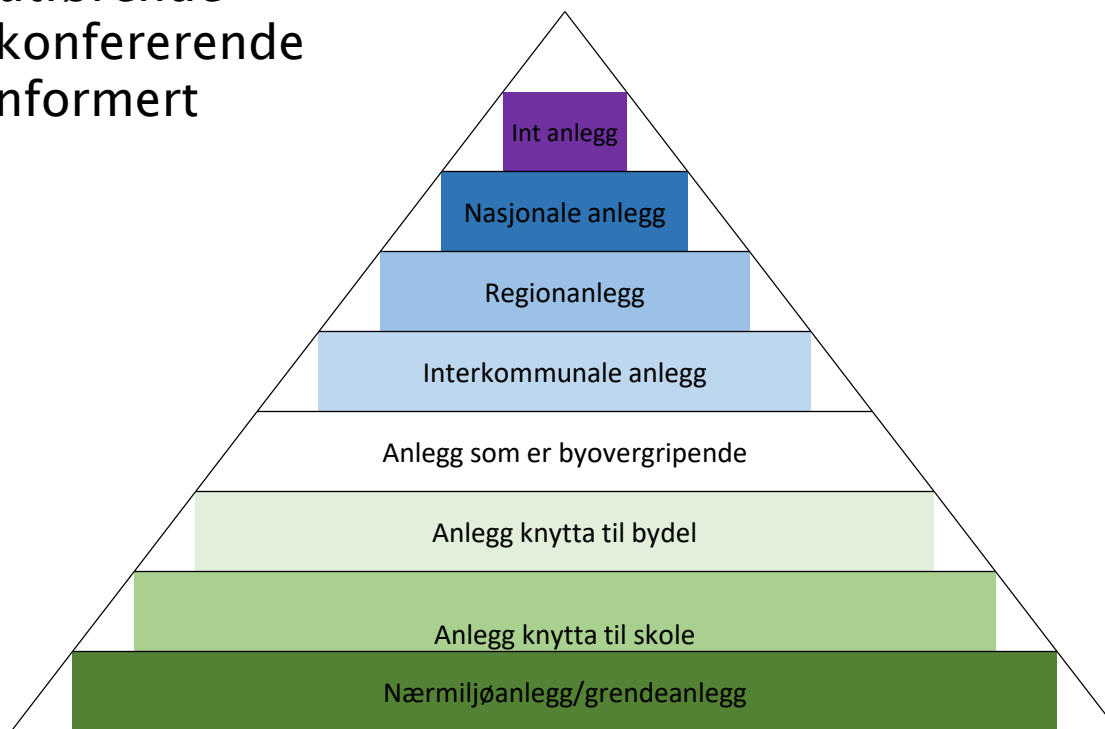 konfererende
Int anlegg
Nasjonale anlegg
Regionanlegg
Interkommunale anlegg
Anlegg som er byovergripende
Anlegg knytta til bydel
Anlegg knytta til skole
Nærmiljøanlegg/grendeanlegg